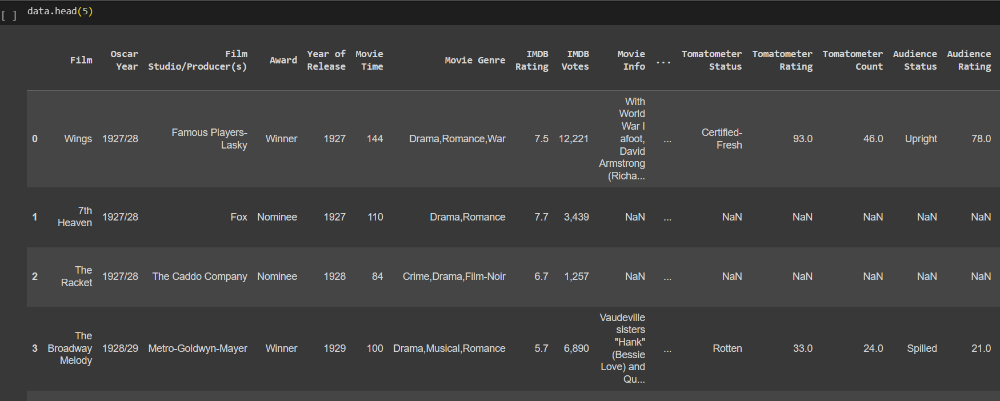 data.head(5)
[ ]
Film Oscar Year Film Studio/Producer(s) Award Year of Release Movie Time Movie Genre IMDB Rating IMDB Votes Movie Info ... Tomatometer Status Tomatometer Rating Tomatometer Count Audience Status Audience Rating
0 Wings 1927/28 Famous Players-Lasky Winner 1927 144 Drama,Romance,War 7.5 12,221 With World War I afoot, David Armstrong (Richa... ... Certified-Fresh 93.0 46.0 Upright 78.0
1 7th Heaven 1927/28 Fox Nominee 1927 110 Drama,Romance 7.7 3,439 NaN ... NaN NaN NaN NaN NaN
2 The Racket 1927/28 The Caddo Company Nominee 1928 84 Crime,Drama,Film-Noir 6.7 1,257 NaN ... NaN NaN NaN NaN NaN
3 The Broadway Melody 1928/29 Metro-Goldwyn-Mayer Winner 1929 100 Drama,Musical,Romance 5.7 6,890 Vaudeville sisters "Hank" (Bessie Love) and Qu... ... Rotten 33.0 24.0 Spilled 21.0